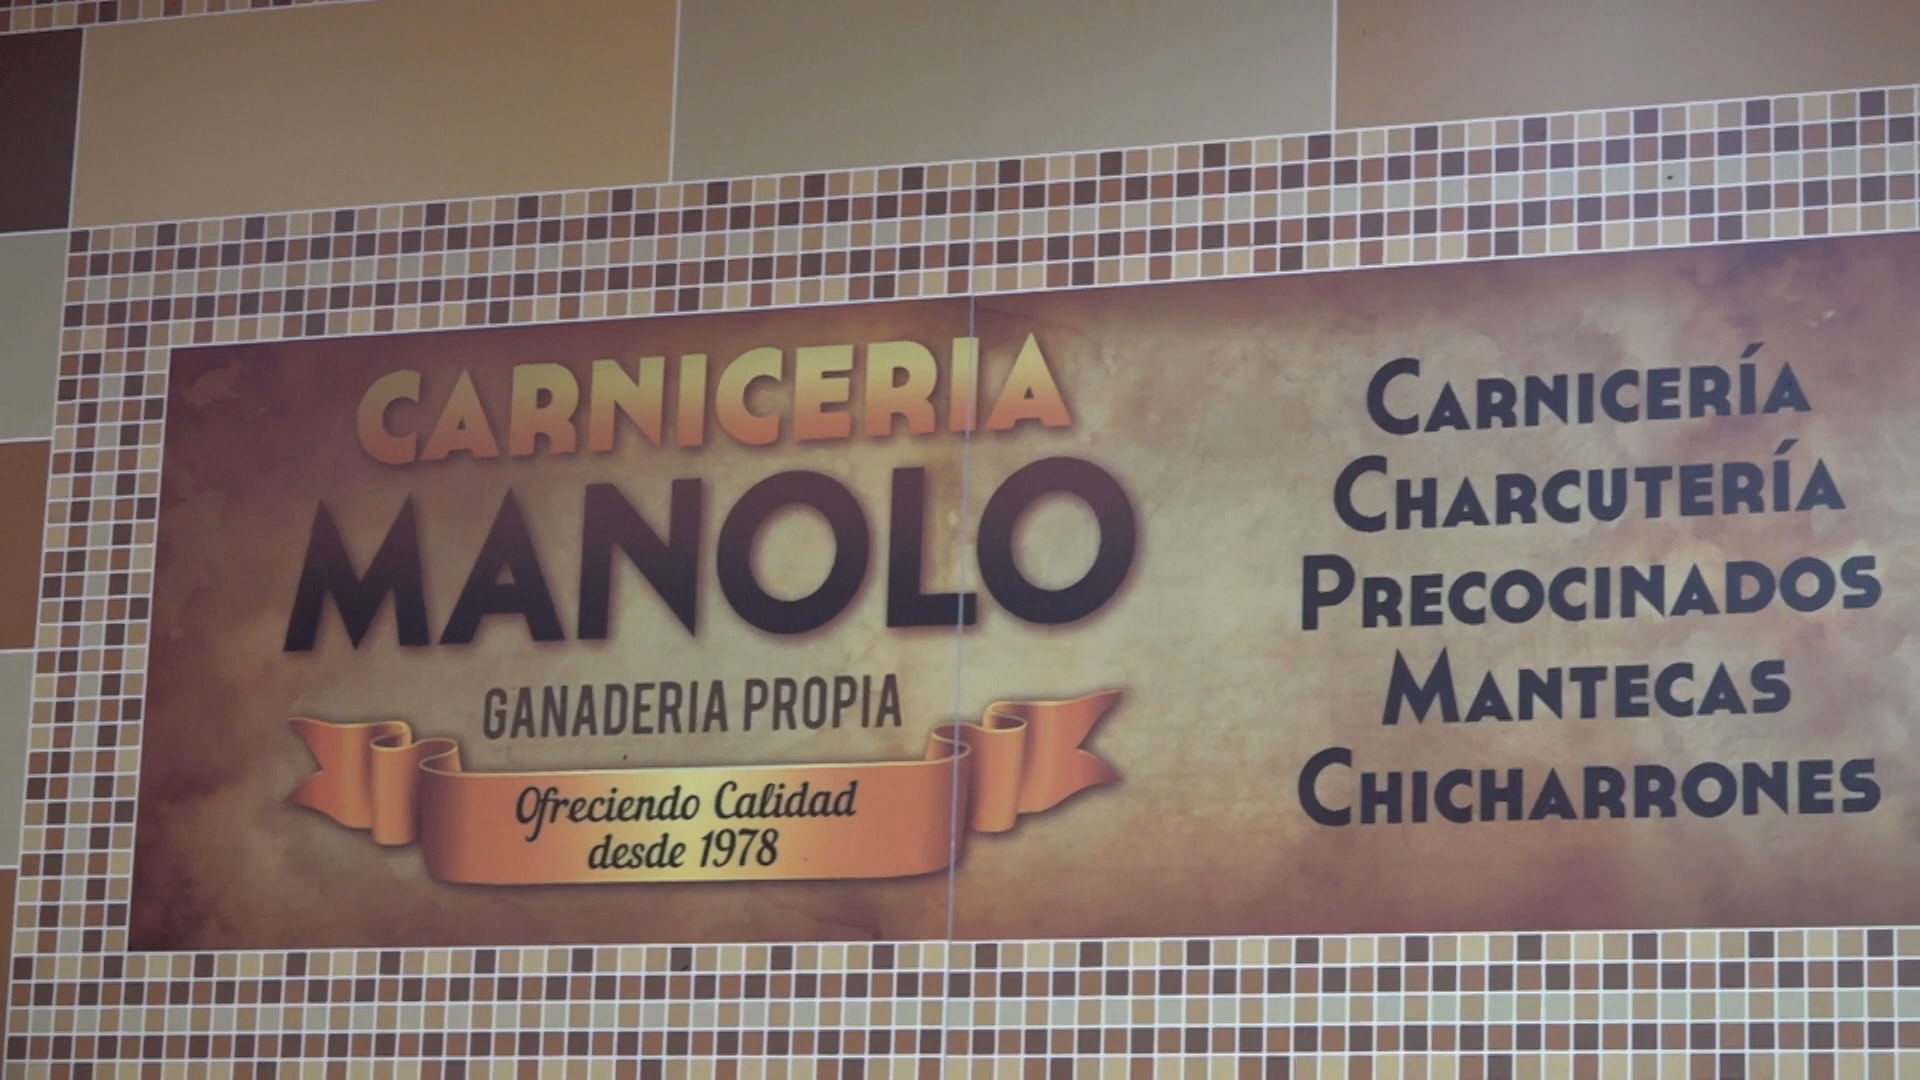 CARNICERIA
MANOLO
GANADERIA PROPIA
Ofreciendo Calidad
desde 1978
CARNICERÍA
CHARCUTERÍA
PRECOCINADOS
MANTECAS
CHICHARRONES